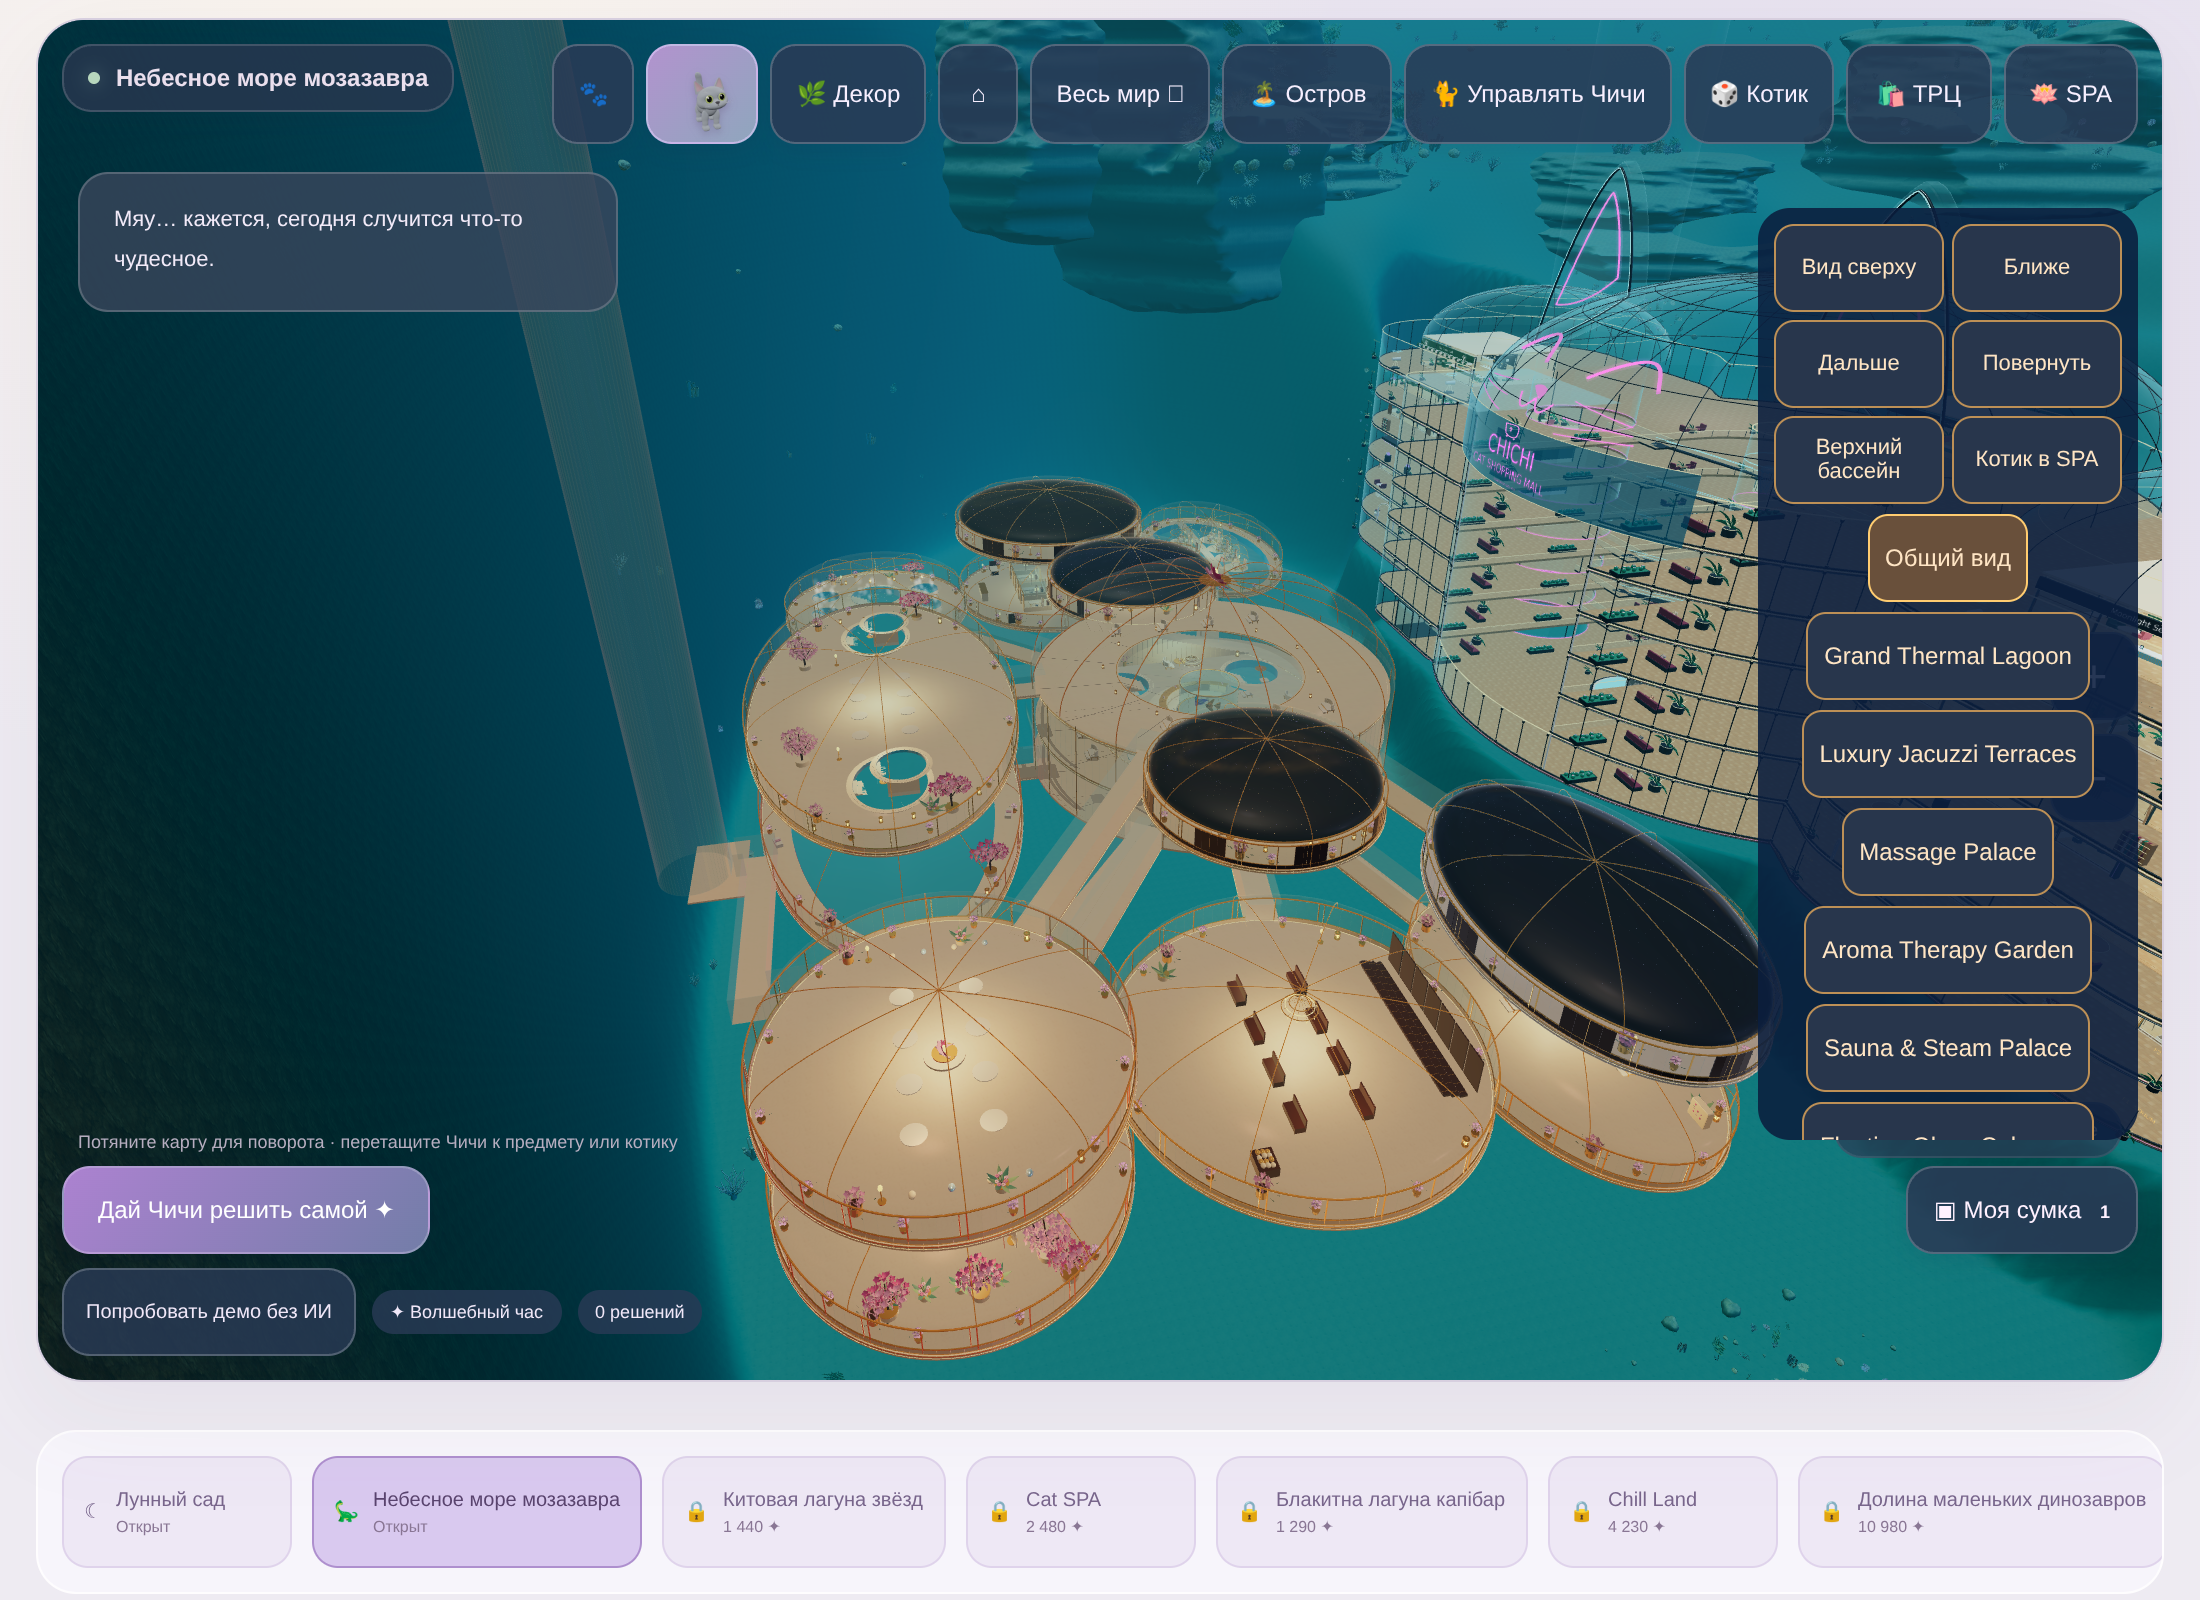 Небесное море мозазавра
Декор
Весь мир
Остров
Управлять Чичи
Котик
ТРЦ
SPA
Мяу… кажется, сегодня случится что-то
чудесное.
Вид сверху
Ближе
Дальше
Повернуть
Верхний
бассейн
Котик в SPA
Общий вид
Grand Thermal Lagoon
Luxury Jacuzzi Terraces
Massage Palace
Aroma Therapy Garden
Sauna & Steam Palace
CHICHI
CAT SHOPPING MALL
Потяните карту для поворота · перетащите Чичи к предмету или котику
Дай Чичи решить самой ✦
Моя сумка 1
Попробовать демо без ИИ
✦ Волшебный час
0 решений
Лунный сад
Открыт
Небесное море мозазавра
Открыт
Китовая лагуна звёзд
1 440 ✦
Cat SPA
2 480 ✦
Блакитна лагуна капібар
1 290 ✦
Chill Land
4 230 ✦
Долина маленьких динозавров
10 980 ✦